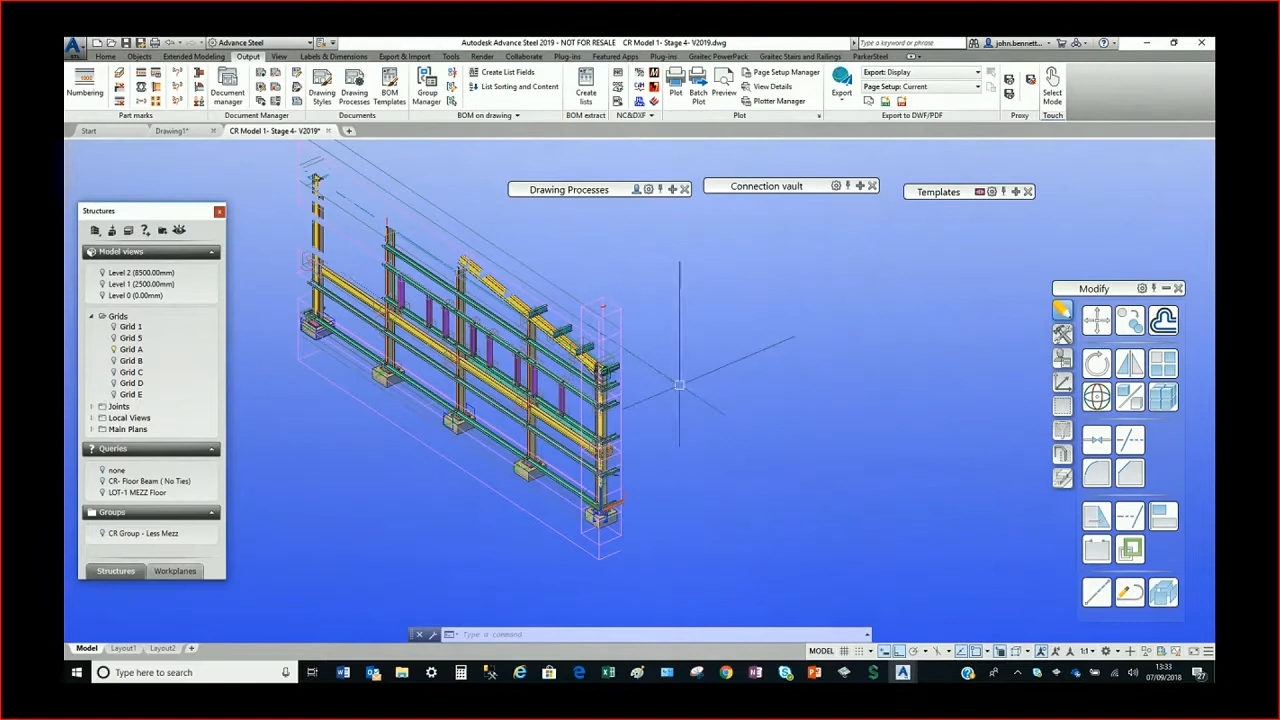 Advance Steel
Autodesk Advance Steel 2019 - NOT FOR RESALE CR Model 1- Stage 4- V2019.dwg
Type a keyword or phrase
john.bennett...
Home
Objects
Extended Modeling
Output
View
Labels & Dimensions
Export & Import
Tools
Render
Collaborate
Plug-ins
Featured Apps
Plug-ins
Graitec PowerPack
Graitec Stairs and Railings
ParkerSteel
Numbering
Document manager
Drawing Styles
Drawing Processes
BOM Templates
Group Manager
Show List Fields
List Sorting and Content
Create lists
Plot
Batch Plot
Preview
Page Setup Manager
View Details
Plotter Manager
Export
Export: Display
Page Setup: Current
Select Mode
Part marks
Document Manager
Documents
BOM on drawing
BOM extract
NC&DXF
Plot
Export to DWF/PDF
Proxy
Touch
Start
Drawing1*
CR Model 1- Stage 4- V2019*
Drawing Processes
Connection vault
Templates
Structures
Model views
Level 2 (8500.00mm)
Level 1 (2500.00mm)
Level 0 (0.00mm)
Grids
Grid 1
Grid 5
Grid A
Grid B
Grid C
Grid D
Grid E
Joints
Local Views
Main Plans
? Queries
none
CR- Floor Beam ( No Ties)
LOT-1 MEZZ Floor
Groups
CR Group - Less Mezz
Structures
Workplanes
Modify
Type a command
Model
Layout1
Layout2
MODEL
1:1
Type here to search
13:33
07/09/2018
27